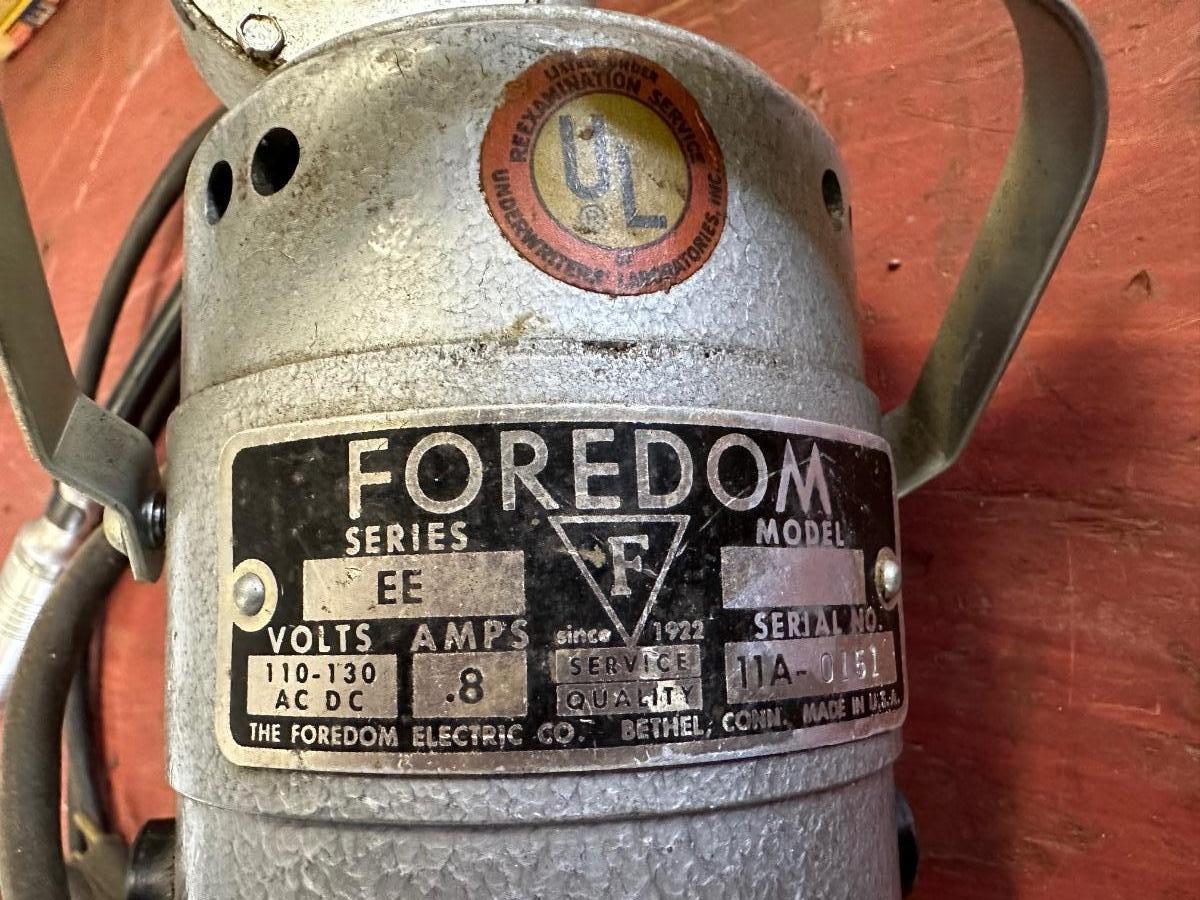 LISTED UNDER
REEXAMINATION SERVICE
UL
®
OF
UNDERWRITERS' LABORATORIES, INC.
FOREDOM
SERIES
MODEL
EE
F
VOLTS AMPS
since 1922
SERIAL NO.
110-130
AC DC
.8
SERVICE
QUALITY
11A-0151
THE FOREDOM ELECTRIC CO. BETHEL, CONN. MADE IN U.S.A.